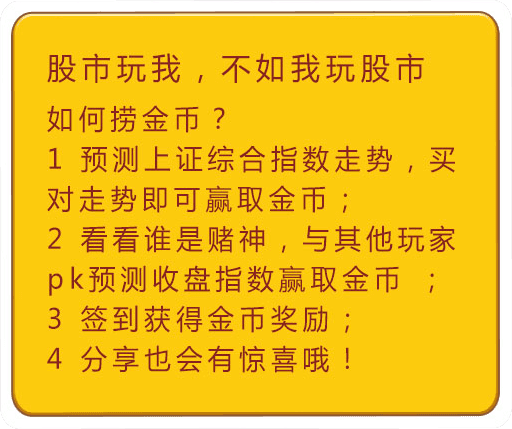 股市玩我，不如我玩股市
如何捞金币？
1 预测上证综合指数走势，买
对走势即可赢取金币；
2 看看谁是赌神，与其他玩家
pk预测收盘指数赢取金币 ；
3 签到获得金币奖励；
4 分享也会有惊喜哦！